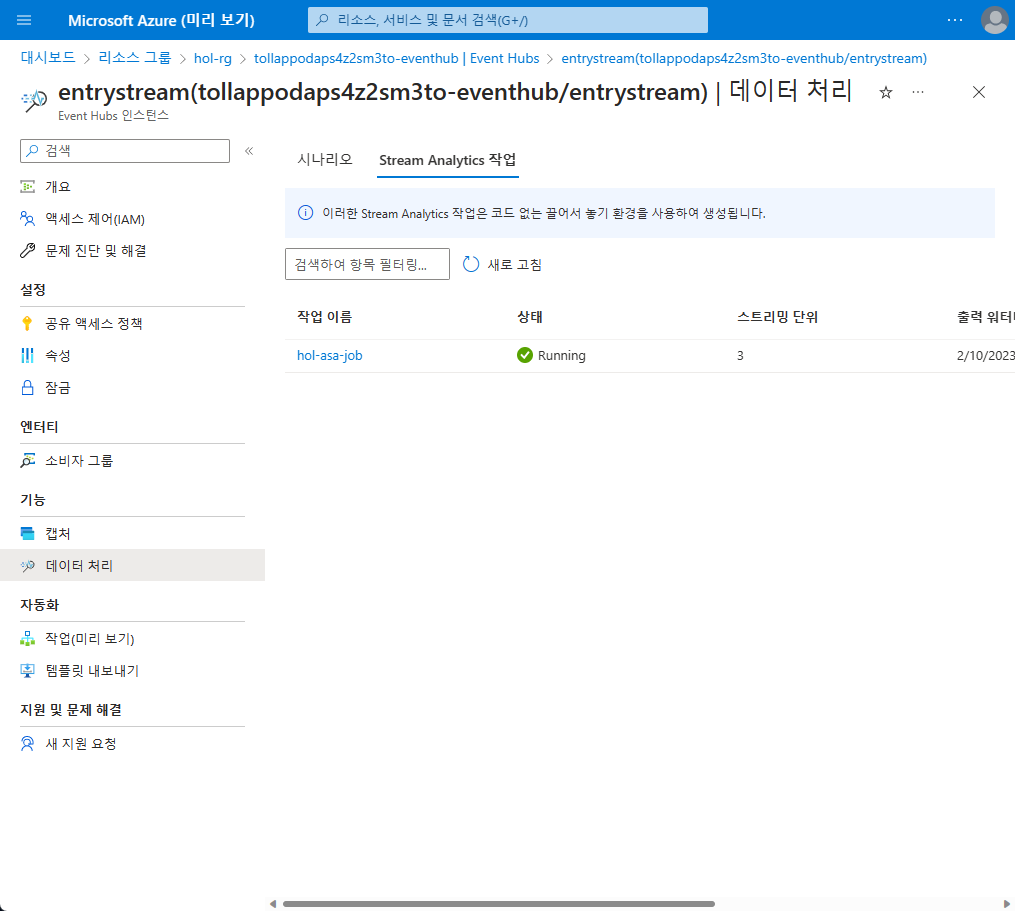 Microsoft Azure (미리 보기)
리소스, 서비스 및 문서 검색(G+/)
대시보드 > 리소스 그룹 > hol-rg > tollappodaps4z2sm3to-eventhub | Event Hubs > entrystream(tollappodaps4z2sm3to-eventhub/entrystream)
entrystream(tollappodaps4z2sm3to-eventhub/entrystream) | 데이터 처리
Event Hubs 인스턴스
검색
개요
액세스 제어(IAM)
문제 진단 및 해결
설정
공유 액세스 정책
속성
잠금
엔터티
소비자 그룹
기능
캡처
데이터 처리
자동화
작업(미리 보기)
템플릿 내보내기
지원 및 문제 해결
새 지원 요청
시나리오 Stream Analytics 작업
이러한 Stream Analytics 작업은 코드 없는 끌어서 놓기 환경을 사용하여 생성됩니다.
검색하여 항목 필터링... 새로 고침
작업 이름 상태 스트리밍 단위 출력
hol-asa-job Running 3 2/10/2023